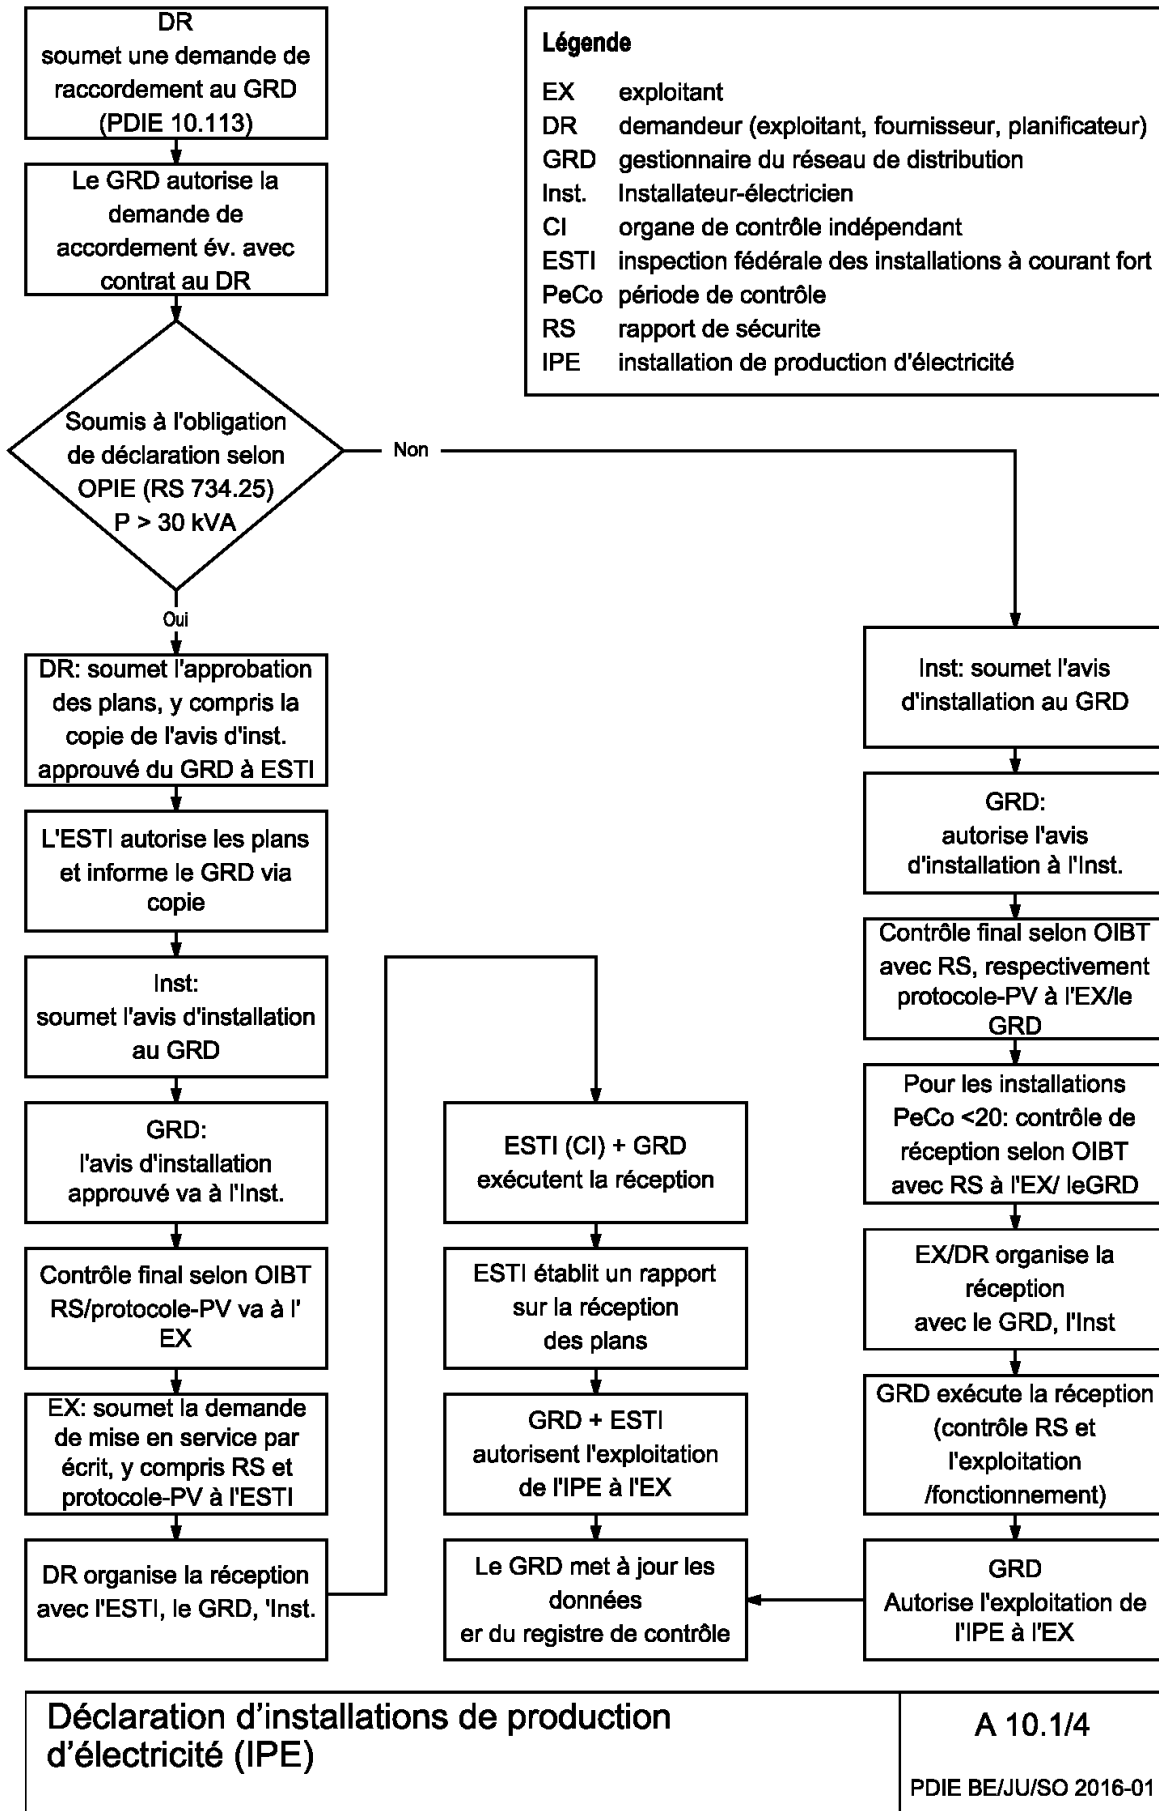 DR
soumet une demande de
raccordement au GRD
(PDIE 10.113)
Le GRD autorise la
demande de
accordement év. avec
contrat au DR
Soumis à l'obligation
de déclaration selon
OPIE (RS 734.25)
P > 30 kVA
Non
Oui
Légende
EX exploitant
DR demandeur (exploitant, fournisseur, planificateur)
GRD gestionnaire du réseau de distribution
Inst. Installateur-électricien
CI organe de contrôle indépendant
ESTI inspection fédérale des installations à courant fort
PeCo période de contrôle
RS rapport de sécurite
IPE installation de production d'électricité
DR: soumet l'approbation
des plans, y compris la
copie de l'avis d'inst.
approuvé du GRD à ESTI
L'ESTI autorise les plans
et informe le GRD via
copie
Inst:
soumet l'avis d'installation
au GRD
GRD:
l'avis d'installation
approuvé va à l'Inst.
Contrôle final selon OIBT
RS/protocole-PV va à l'
EX
EX: soumet la demande
de mise en service par
écrit, y compris RS et
protocole-PV à l'ESTI
DR organise la réception
avec l'ESTI, le GRD, 'Inst.
ESTI (CI) + GRD
exécutent la réception
ESTI établit un rapport
sur la réception
des plans
GRD + ESTI
autorisent l'exploitation
de l'IPE à l'EX
Le GRD met à jour les
données
er du registre de contrôle
Inst: soumet l'avis
d'installation au GRD
GRD:
autorise l'avis
d'installation à l'Inst.
Contrôle final selon OIBT
avec RS, respectivement
protocole-PV à l'EX/le
GRD
Pour les installations
PeCo <20: contrôle de
réception selon OIBT
avec RS à l'EX/ leGRD
EX/DR organise la
réception
avec le GRD, l'Inst
GRD exécute la réception
(contrôle RS et
l'exploitation
/fonctionnement)
GRD
Autorise l'exploitation de
l'IPE à l'EX
Déclaration d'installations de production
d'électricité (IPE)
A 10.1/4
PDIE BE/JU/SO 2016-01